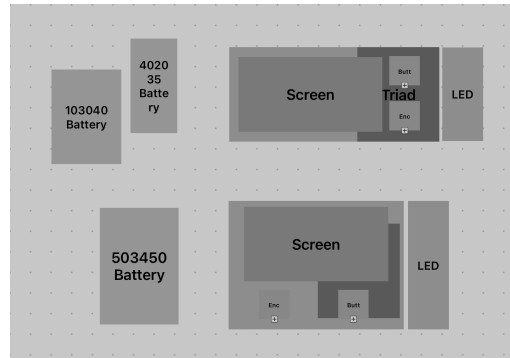 4020
35
Batte
ry
103040
Battery
Screen
Triad
Butt
Enc
LED
503450
Battery
Screen
Enc
Butt
LED